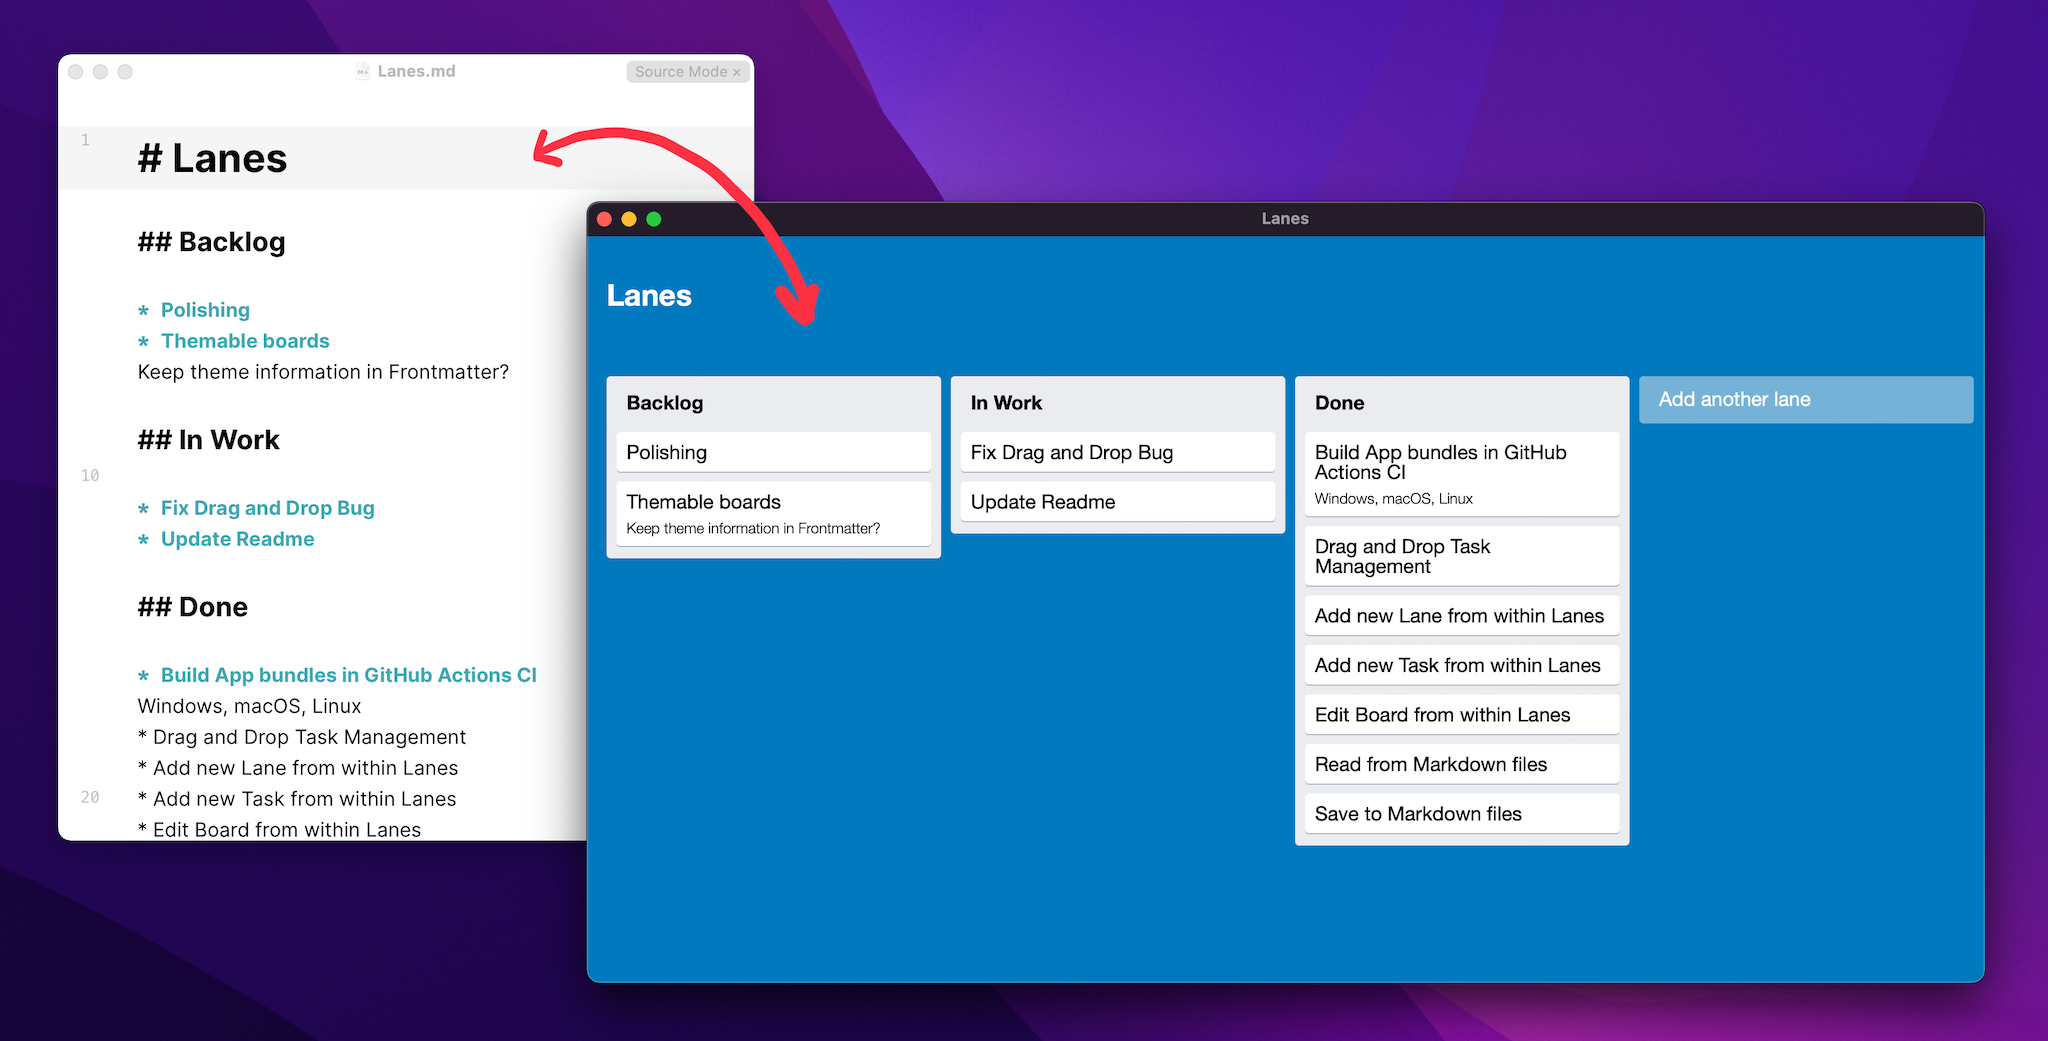 Lanes.md
Source Mode ×
1
# Lanes
## Backlog
* Polishing
* Themable boards
Keep theme information in Frontmatter?
## In Work
10
* Fix Drag and Drop Bug
* Update Readme
## Done
* Build App bundles in GitHub Actions CI
Windows, macOS, Linux
* Drag and Drop Task Management
* Add new Lane from within Lanes
20
* Add new Task from within Lanes
* Edit Board from within Lanes
Lanes
Lanes
Backlog
Polishing
Themable boards
Keep theme information in Frontmatter?
In Work
Fix Drag and Drop Bug
Update Readme
Done
Build App bundles in GitHub
Actions CI
Windows, macOS, Linux
Drag and Drop Task
Management
Add new Lane from within Lanes
Add new Task from within Lanes
Edit Board from within Lanes
Read from Markdown files
Save to Markdown files
Add another lane